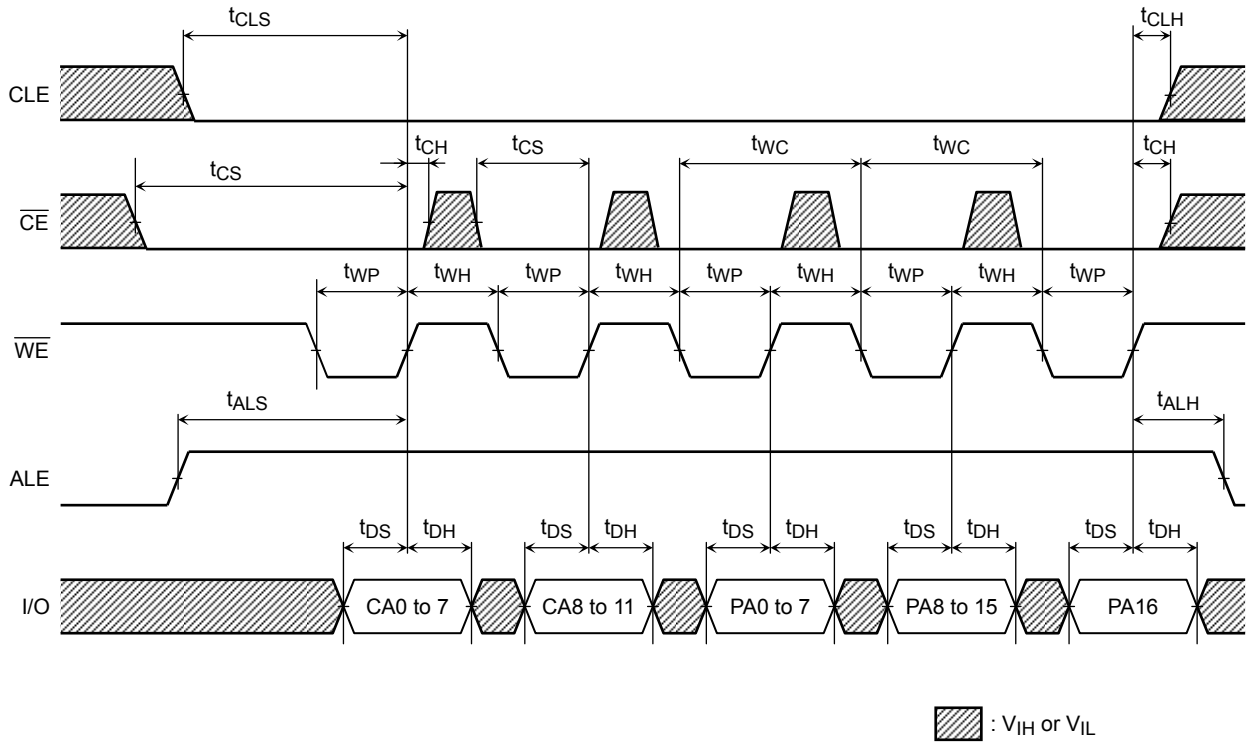 tCLS tCLH
CLE
tCH tCS tWC tWC tCH
tCS
CE
tWP tWH tWP tWH tWP tWH tWP tWH tWP
WE
tALS tALH
ALE
tDS tDH tDS tDH tDS tDH tDS tDH tDS tDH
I/O CA0 to 7 CA8 to 11 PA0 to 7 PA8 to 15 PA16
: VIH or VIL